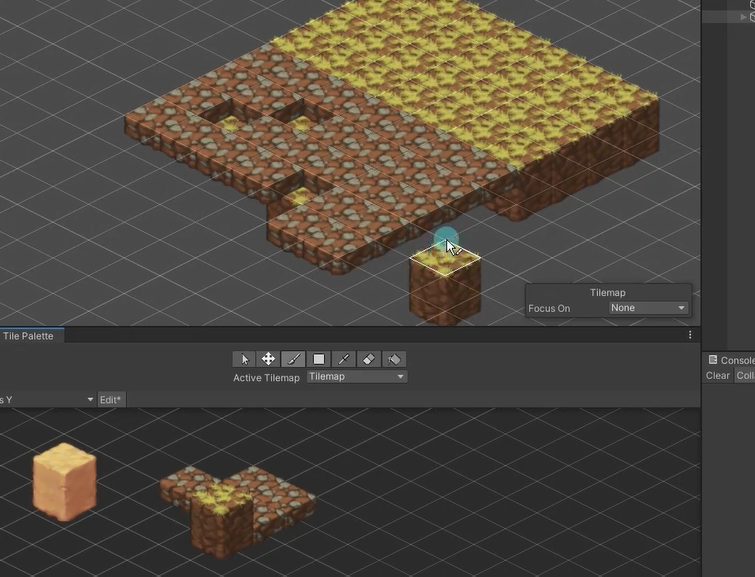 Tilemap
Focus On None
Tile Palette
Console
Active Tilemap Tilemap
Clear Coll
s Y Edit*